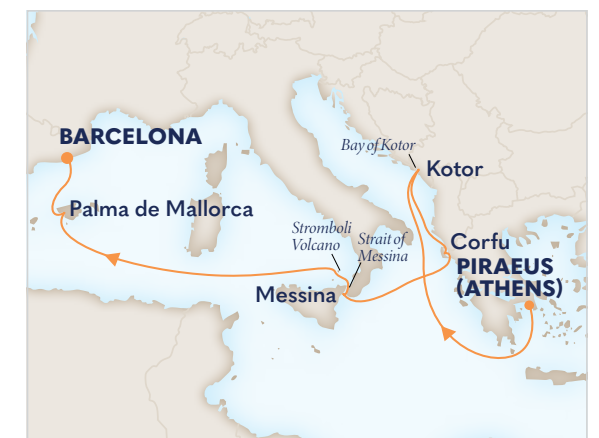 BARCELONA
Bay of Kotor
Kotor
Palma de Mallorca
Stromboli
Volcano
Strait of
Messina
Corfu
PIRAEUS
(ATHENS)
Messina